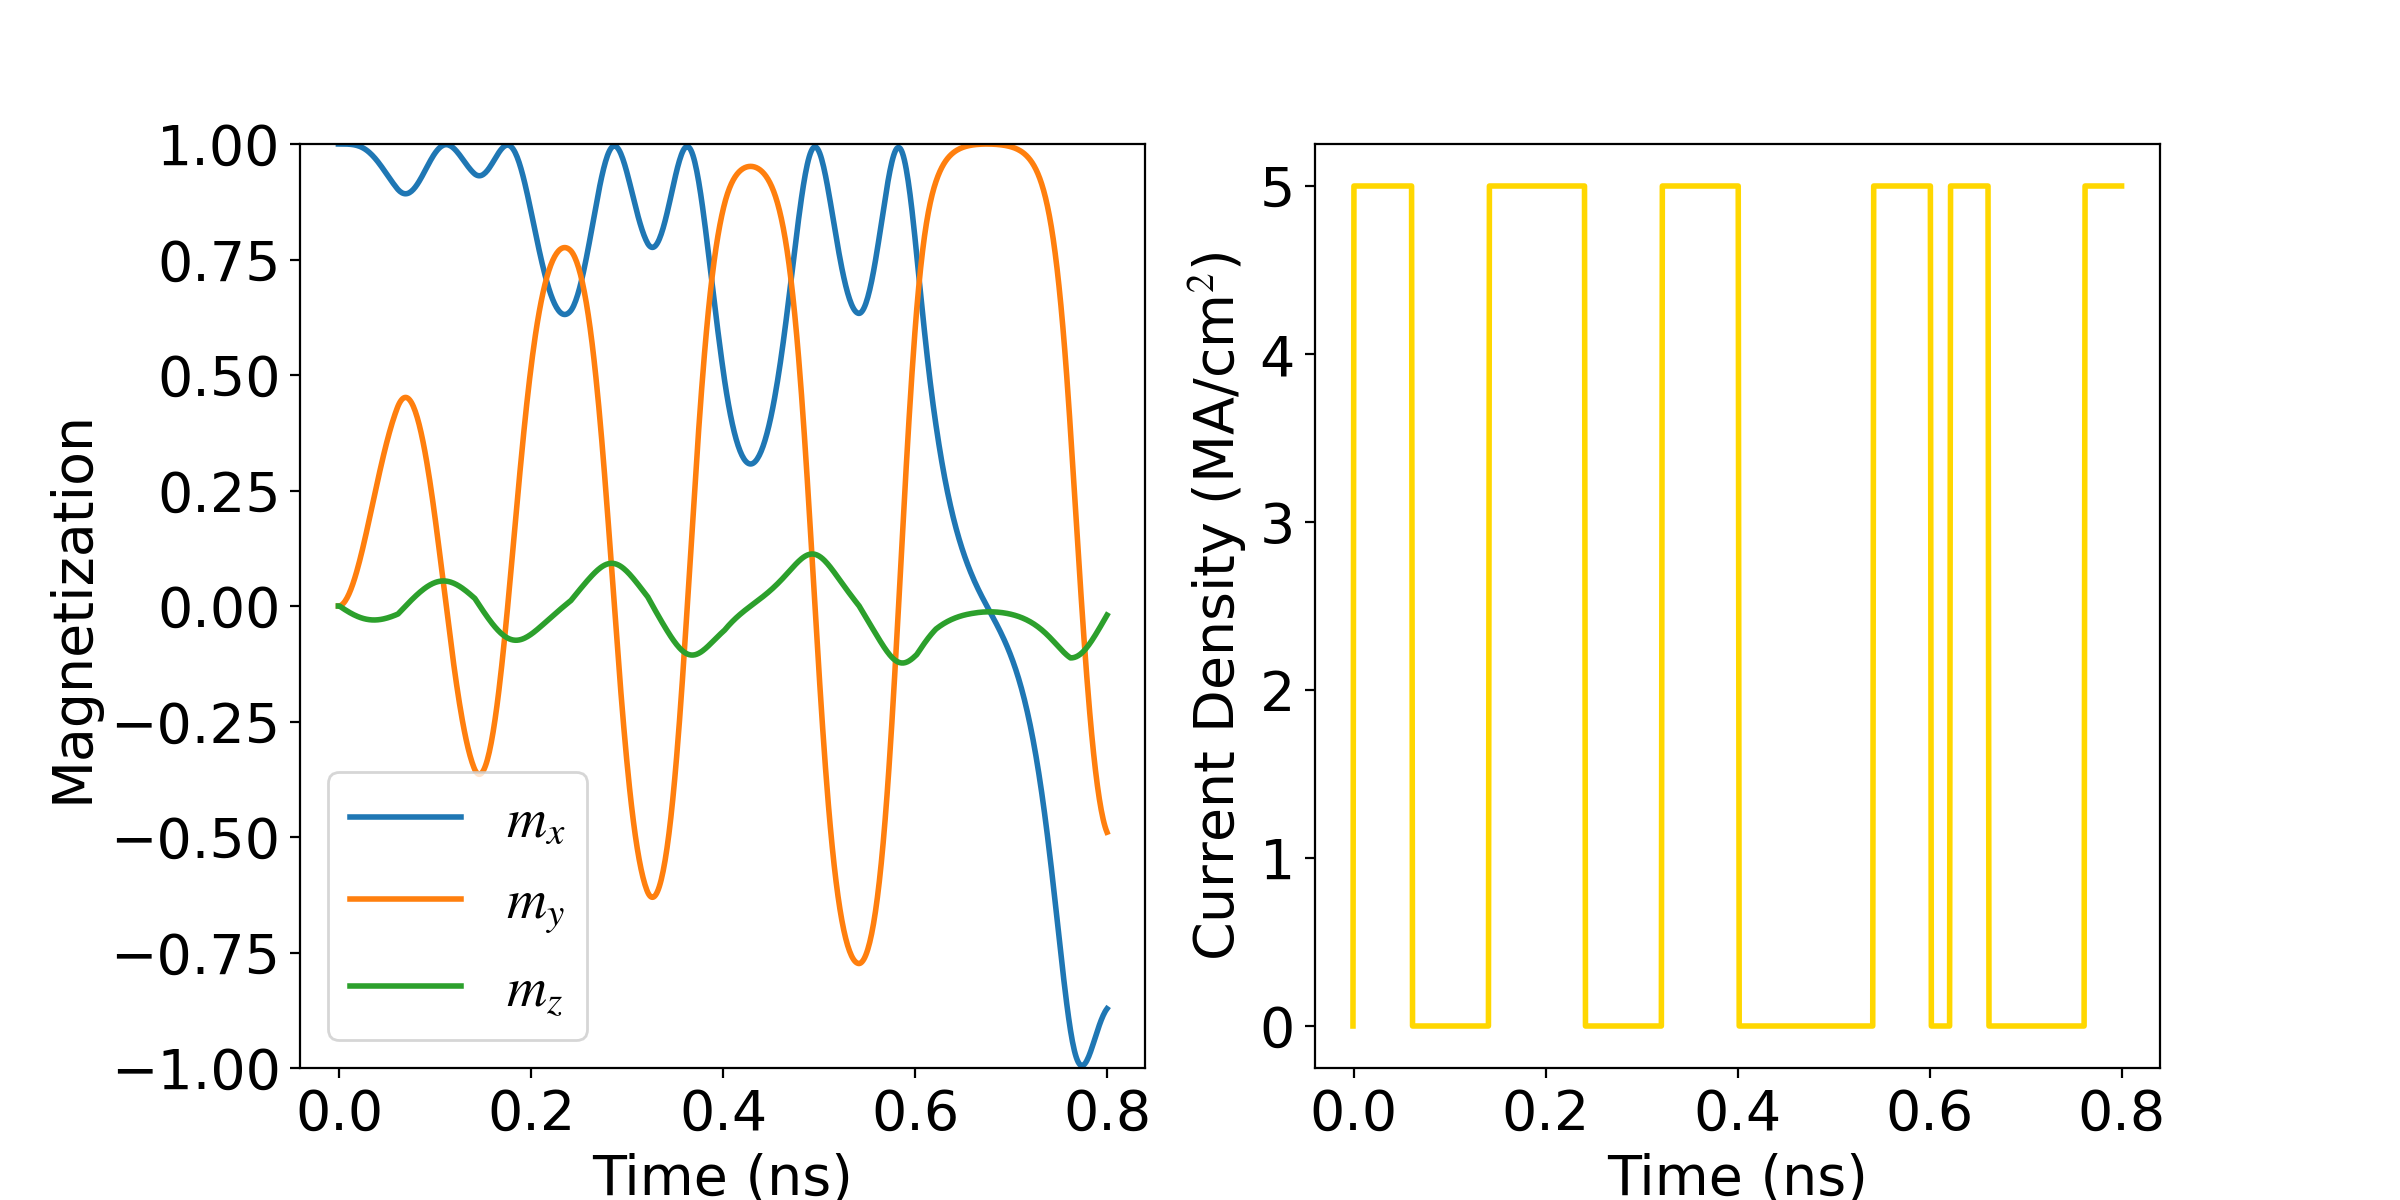 Magnetization
1.00
0.75
0.50
0.25
0.00
−0.25
−0.50
−0.75
−1.00
m_x
m_y
m_z
0.0 0.2 0.4 0.6 0.8
Time (ns)
Current Density (MA/cm²)
5
4
3
2
1
0
0.0 0.2 0.4 0.6 0.8
Time (ns)